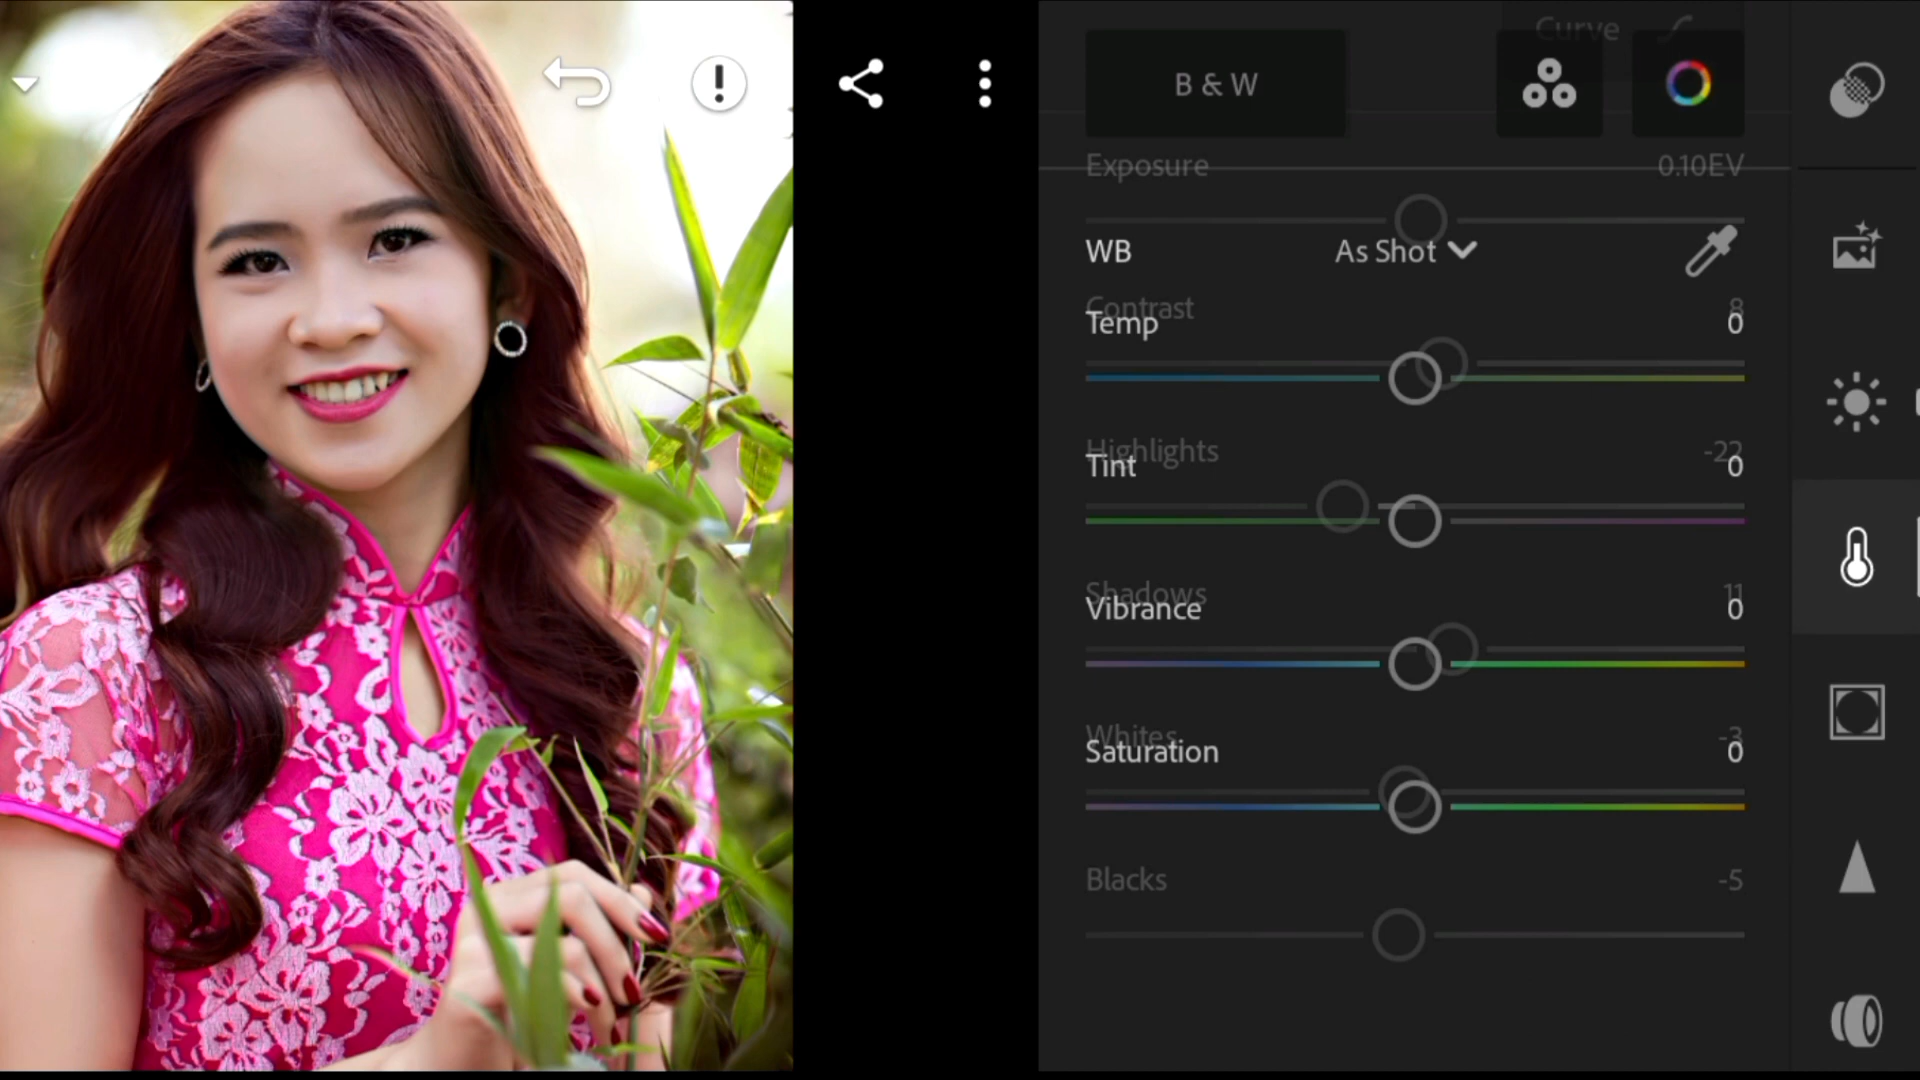 Curve
B & W
Exposure 0.10EV
WB As Shot
Contrast 8
Temp 0
Highlights -22
Tint 0
Shadows 11
Vibrance 0
Whites -3
Saturation 0
Blacks -5